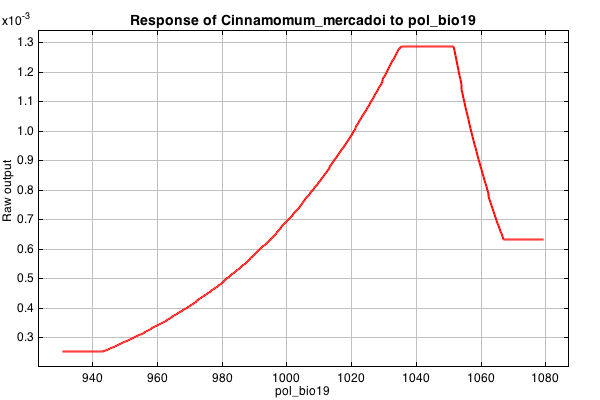 Response of Cinnamomum_mercadoi to pol_bio19
x10-3
1.3
1.2
1.1
1.0
0.9
0.8
0.7
0.6
0.5
0.4
0.3
Raw output
940 960 980 1000 1020 1040 1060 1080
pol_bio19